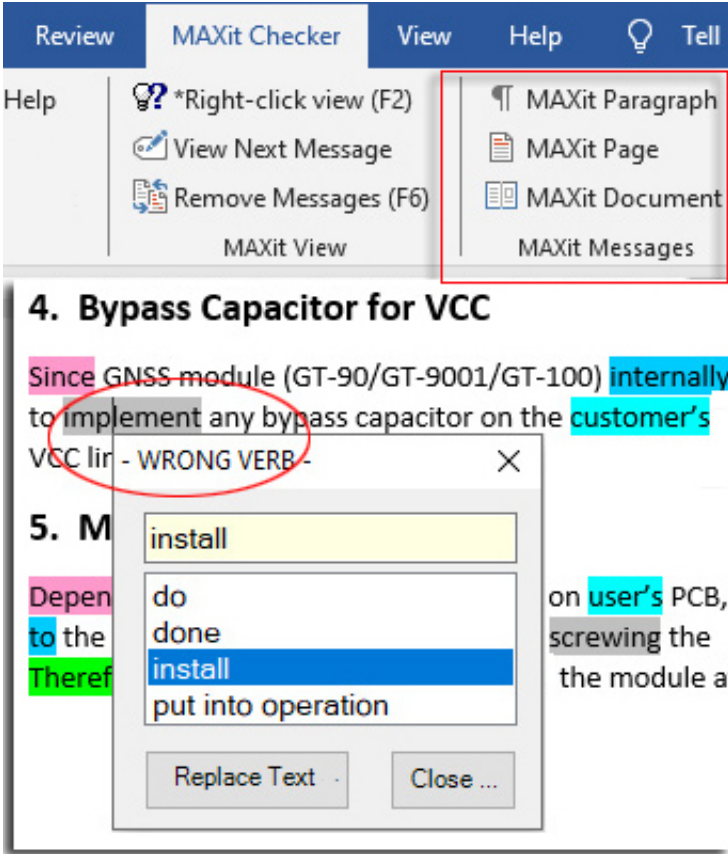 Review MAXit Checker View Help Tell
Help *Right-click view (F2) ¶ MAXit Paragraph
View Next Message MAXit Page
Remove Messages (F6) MAXit Document
MAXit View MAXit Messages
4. Bypass Capacitor for VCC
Since GNSS module (GT-90/GT-9001/GT-100) internally
to implement any bypass capacitor on the customer's
VCC
- WRONG VERB -
install
do
done
install
put into operation
Replace Text Close ...
5. M
Depen on user's PCB,
to the screwing the
Theref the module a